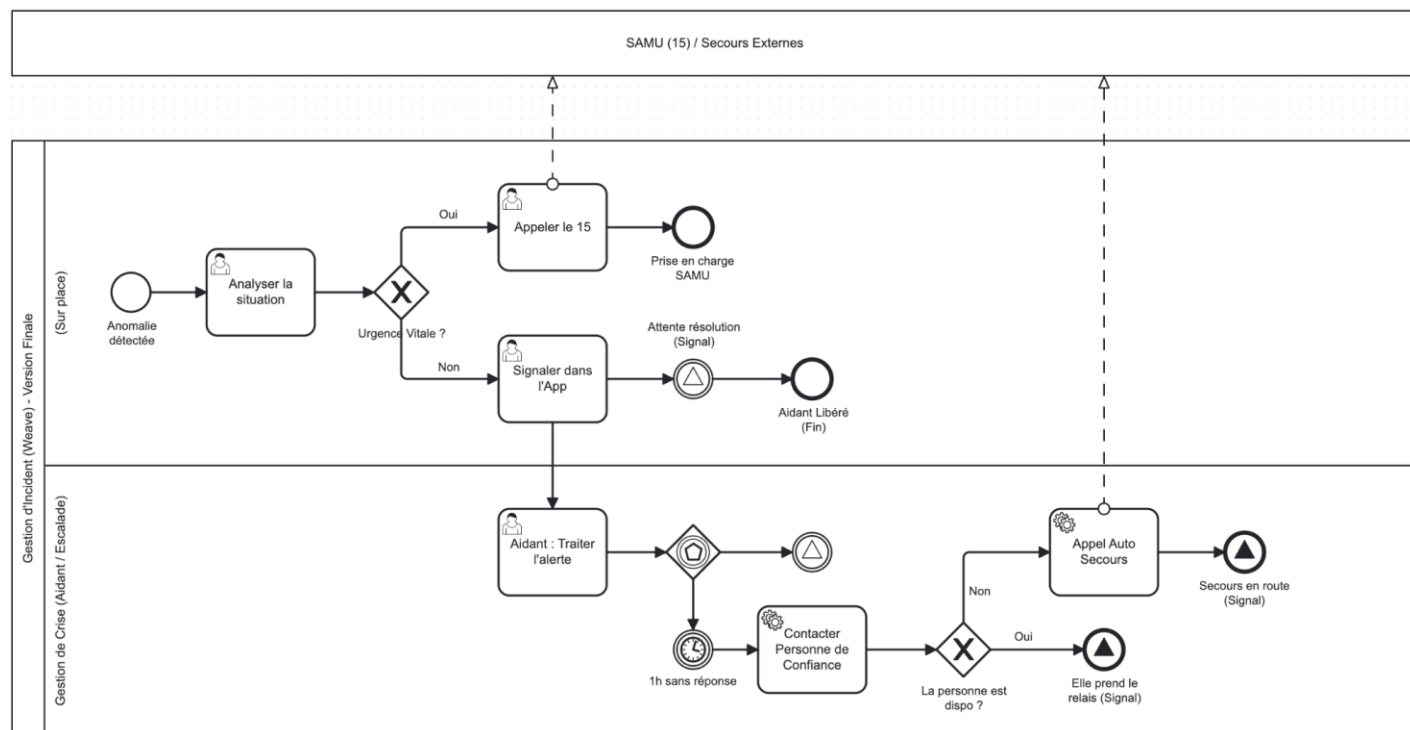 SAMU (15) / Secours Externes
Gestion d'Incident (Weave) - Version Finale
(Sur place)
Anomalie
détectée
Analyser la
situation
Urgence Vitale ?
Oui
Appeler le 15
Prise en charge
SAMU
Non
Signaler dans
l'App
Attente résolution
(Signal)
Aidant Libéré
(Fin)
Gestion de Crise (Aidant / Escalade)
Aidant : Traiter
l'alerte
1h sans réponse
Contacter
Personne de
Confiance
La personne est
dispo ?
Non
Appel Auto
Secours
Secours en route
(Signal)
Oui
Elle prend le
relais (Signal)